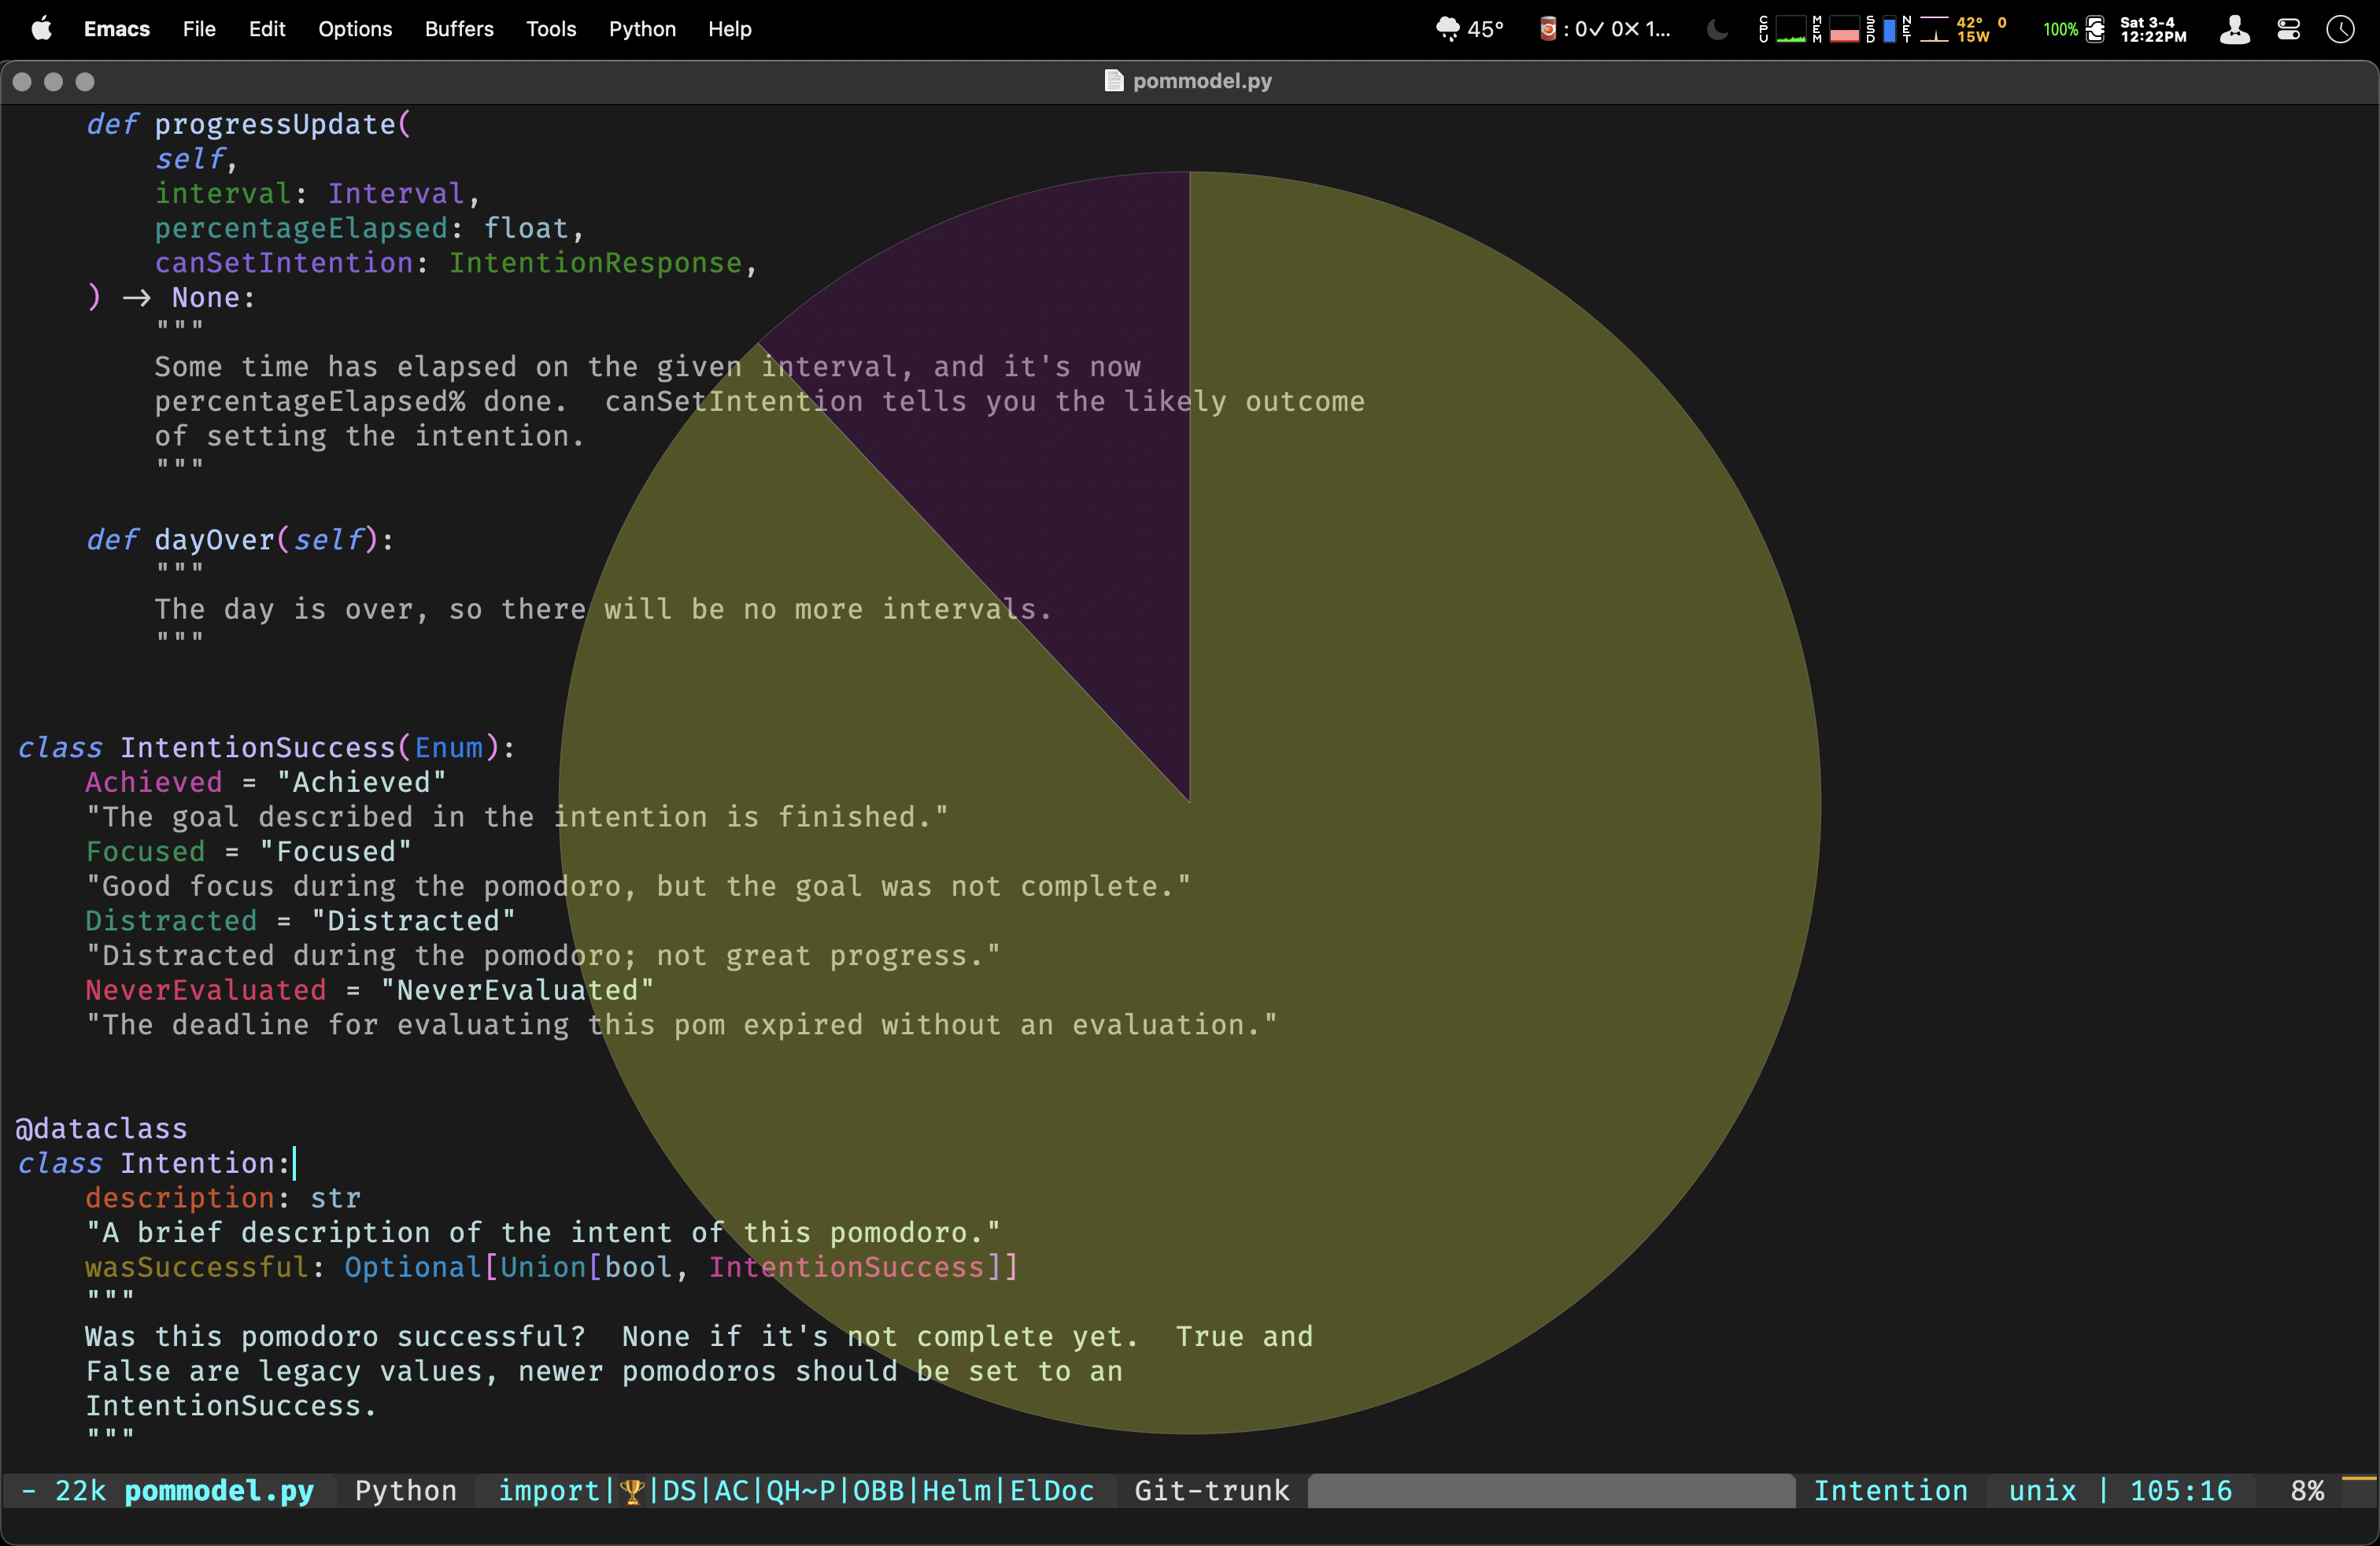 Emacs File Edit Options Buffers Tools Python Help 45° : 0✓ 0✕ 1... CPU MEM SSD NET 42° 0 15W 100% Sat 3-4 12:22PM
pommodel.py
def progressUpdate(
self,
interval: Interval,
percentageElapsed: float,
canSetIntention: IntentionResponse,
) → None:
"""
Some time has elapsed on the given interval, and it's now
percentageElapsed% done.  canSetIntention tells you the likely outcome
of setting the intention.
"""
def dayOver(self):
"""
The day is over, so there will be no more intervals.
"""
class IntentionSuccess(Enum):
Achieved = "Achieved"
"The goal described in the intention is finished."
Focused = "Focused"
"Good focus during the pomodoro, but the goal was not complete."
Distracted = "Distracted"
"Distracted during the pomodoro; not great progress."
NeverEvaluated = "NeverEvaluated"
"The deadline for evaluating this pom expired without an evaluation."
@dataclass
class Intention:
description: str
"A brief description of the intent of this pomodoro."
wasSuccessful: Optional[Union[bool, IntentionSuccess]]
"""
Was this pomodoro successful?  None if it's not complete yet.  True and
False are legacy values, newer pomodoros should be set to an
IntentionSuccess.
"""
- 22k pommodel.py Python import|🏆|DS|AC|QH~P|OBB|Helm|ElDoc Git-trunk Intention unix | 105:16 8%